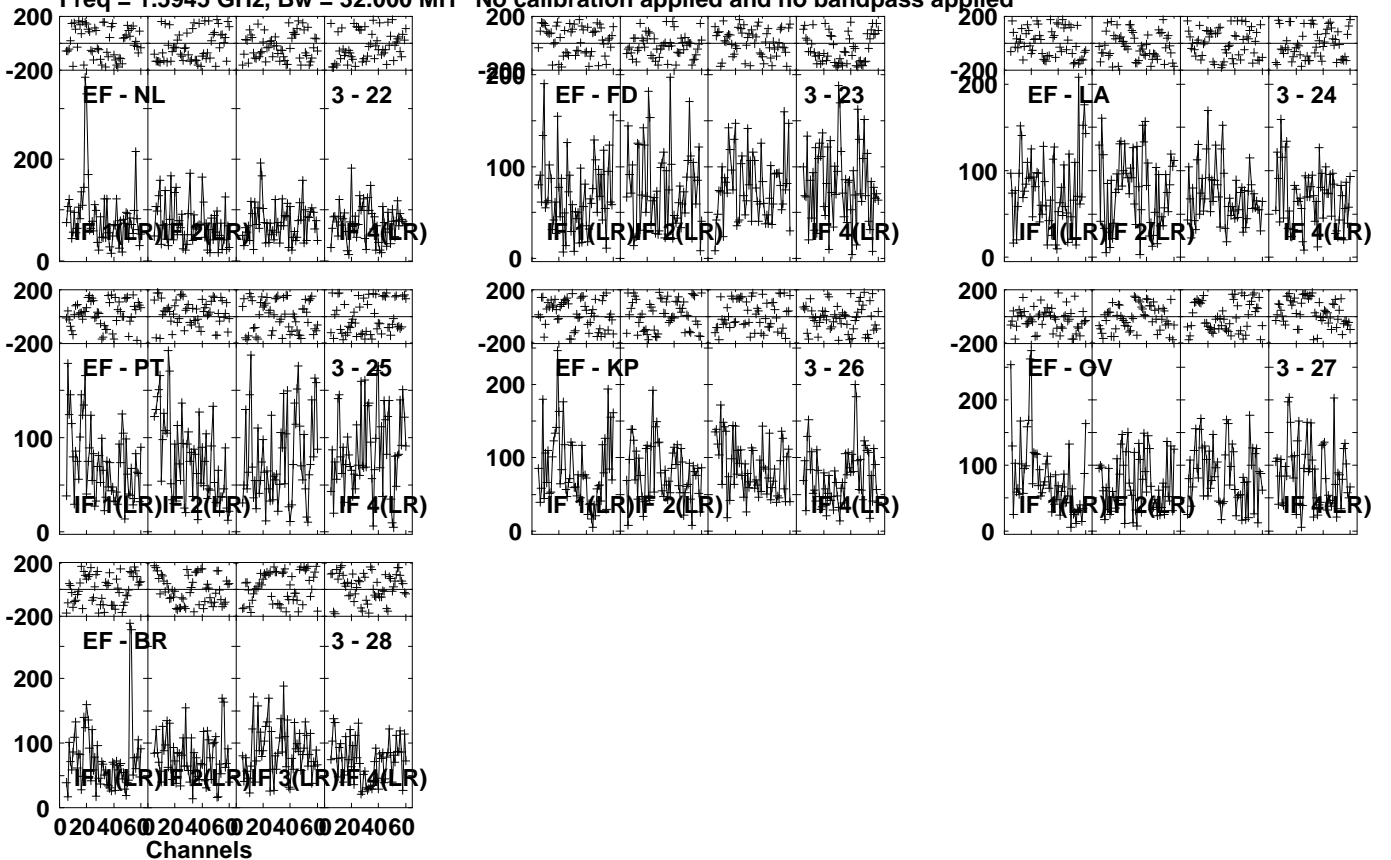 Freq = 1.5945 GHz, Bw = 32.000 MH No calibration applied and no bandpass applied
200
-200
EF - NL 3 - 22
200
0
IF 1(LR) IF 2(LR) IF 4(LR)
-200
200
EF - FD 3 - 23
100
0
IF 1(LR) IF 2(LR) IF 4(LR)
200
-200
200
EF - LA 3 - 24
100
0
IF 1(LR) IF 2(LR) IF 4(LR)
200
-200
EF - PT 3 - 25
100
0
IF 1(LR) IF 2(LR) IF 4(LR)
200
-200
EF - KP 3 - 26
200
100
0
IF 1(LR) IF 2(LR) IF 4(LR)
200
-200
EF - OV 3 - 27
200
100
0
IF 1(LR) IF 2(LR) IF 4(LR)
200
-200
EF - BR 3 - 28
200
100
0
IF 1(LR) IF 2(LR) IF 3(LR) IF 4(LR)
0 20 40 60 0 20 40 60 0 20 40 60 0 20 40 60
Channels